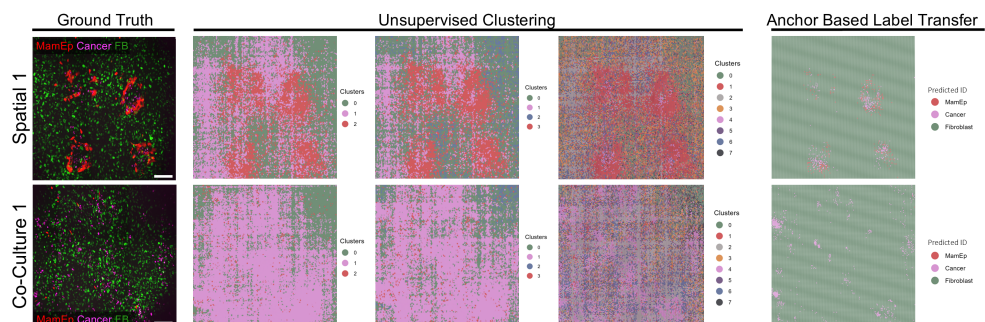 Ground Truth
Unsupervised Clustering
Anchor Based Label Transfer
Spatial 1
MamEp Cancer FB
Clusters
0
1
2
Clusters
0
1
2
3
Clusters
0
1
2
3
4
5
6
7
Predicted ID
MamEp
Cancer
Fibroblast
Co-Culture 1
MamEp Cancer FB
Clusters
0
1
2
Clusters
0
1
2
3
Clusters
0
1
2
3
4
5
6
7
Predicted ID
MamEp
Cancer
Fibroblast